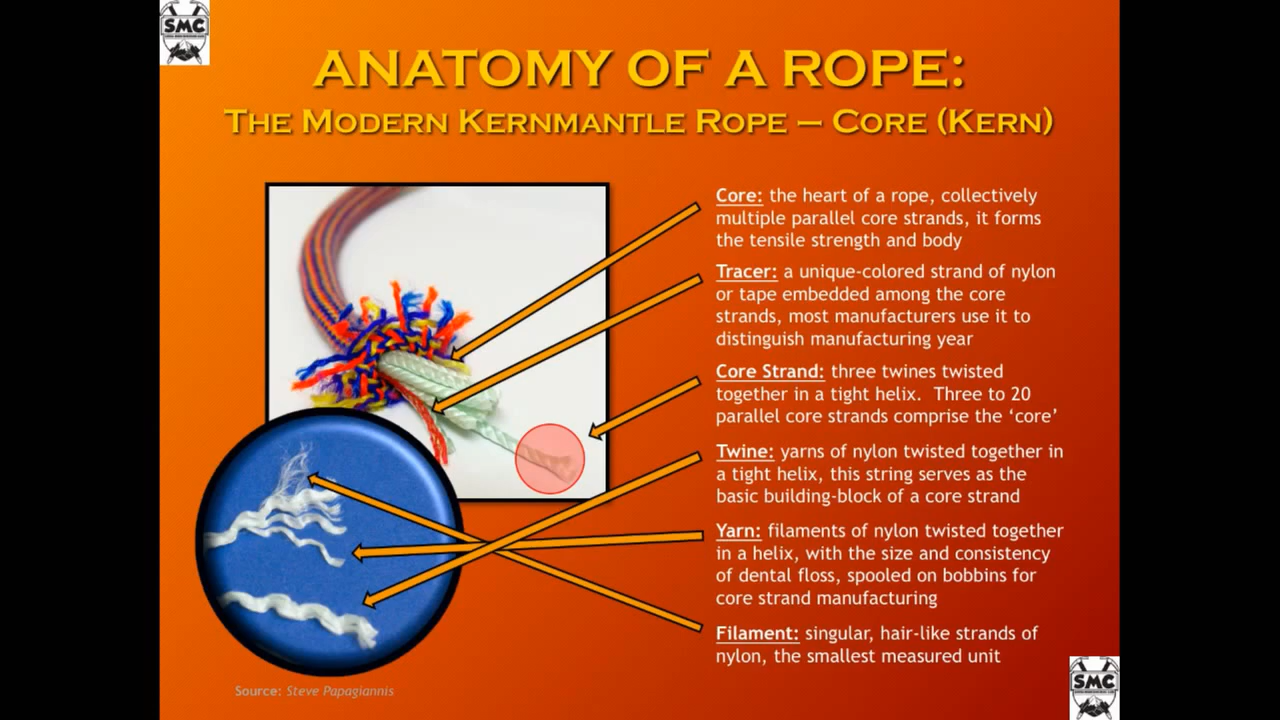 SMC
ANATOMY OF A ROPE:
THE MODERN KERNMANTLE ROPE – CORE (KERN)
Core: the heart of a rope, collectively
multiple parallel core strands, it forms
the tensile strength and body
Tracer: a unique-colored strand of nylon
or tape embedded among the core
strands, most manufacturers use it to
distinguish manufacturing year
Core Strand: three twines twisted
together in a tight helix.  Three to 20
parallel core strands comprise the ‘core’
Twine: yarns of nylon twisted together in
a tight helix, this string serves as the
basic building-block of a core strand
Yarn: filaments of nylon twisted together
in a helix, with the size and consistency
of dental floss, spooled on bobbins for
core strand manufacturing
Filament: singular, hair-like strands of
nylon, the smallest measured unit
Source: Steve Papagiannis
SMC